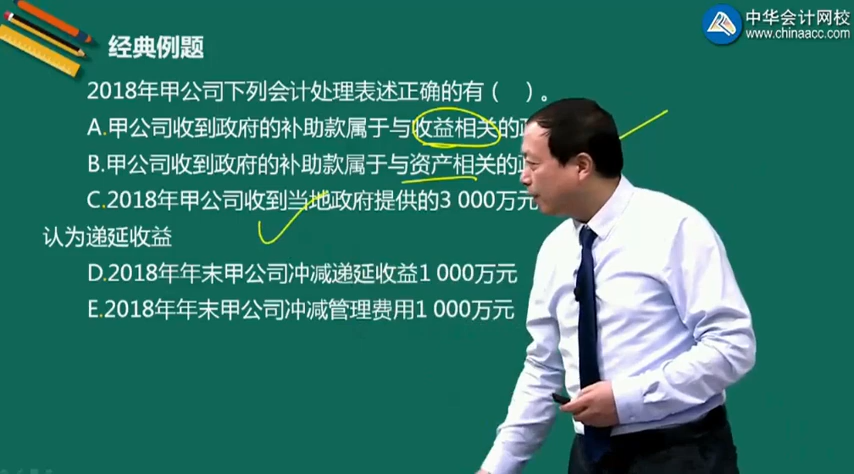 中华会计网校
www.chinaacc.com
经典例题
2018年甲公司下列会计处理表述正确的有（ ）。
A.甲公司收到政府的补助款属于与收益相关的
B.甲公司收到政府的补助款属于与资产相关的
C.2018年甲公司收到当地政府提供的3 000万元
认为递延收益
D.2018年年末甲公司冲减递延收益1 000万元
E.2018年年末甲公司冲减管理费用1 000万元